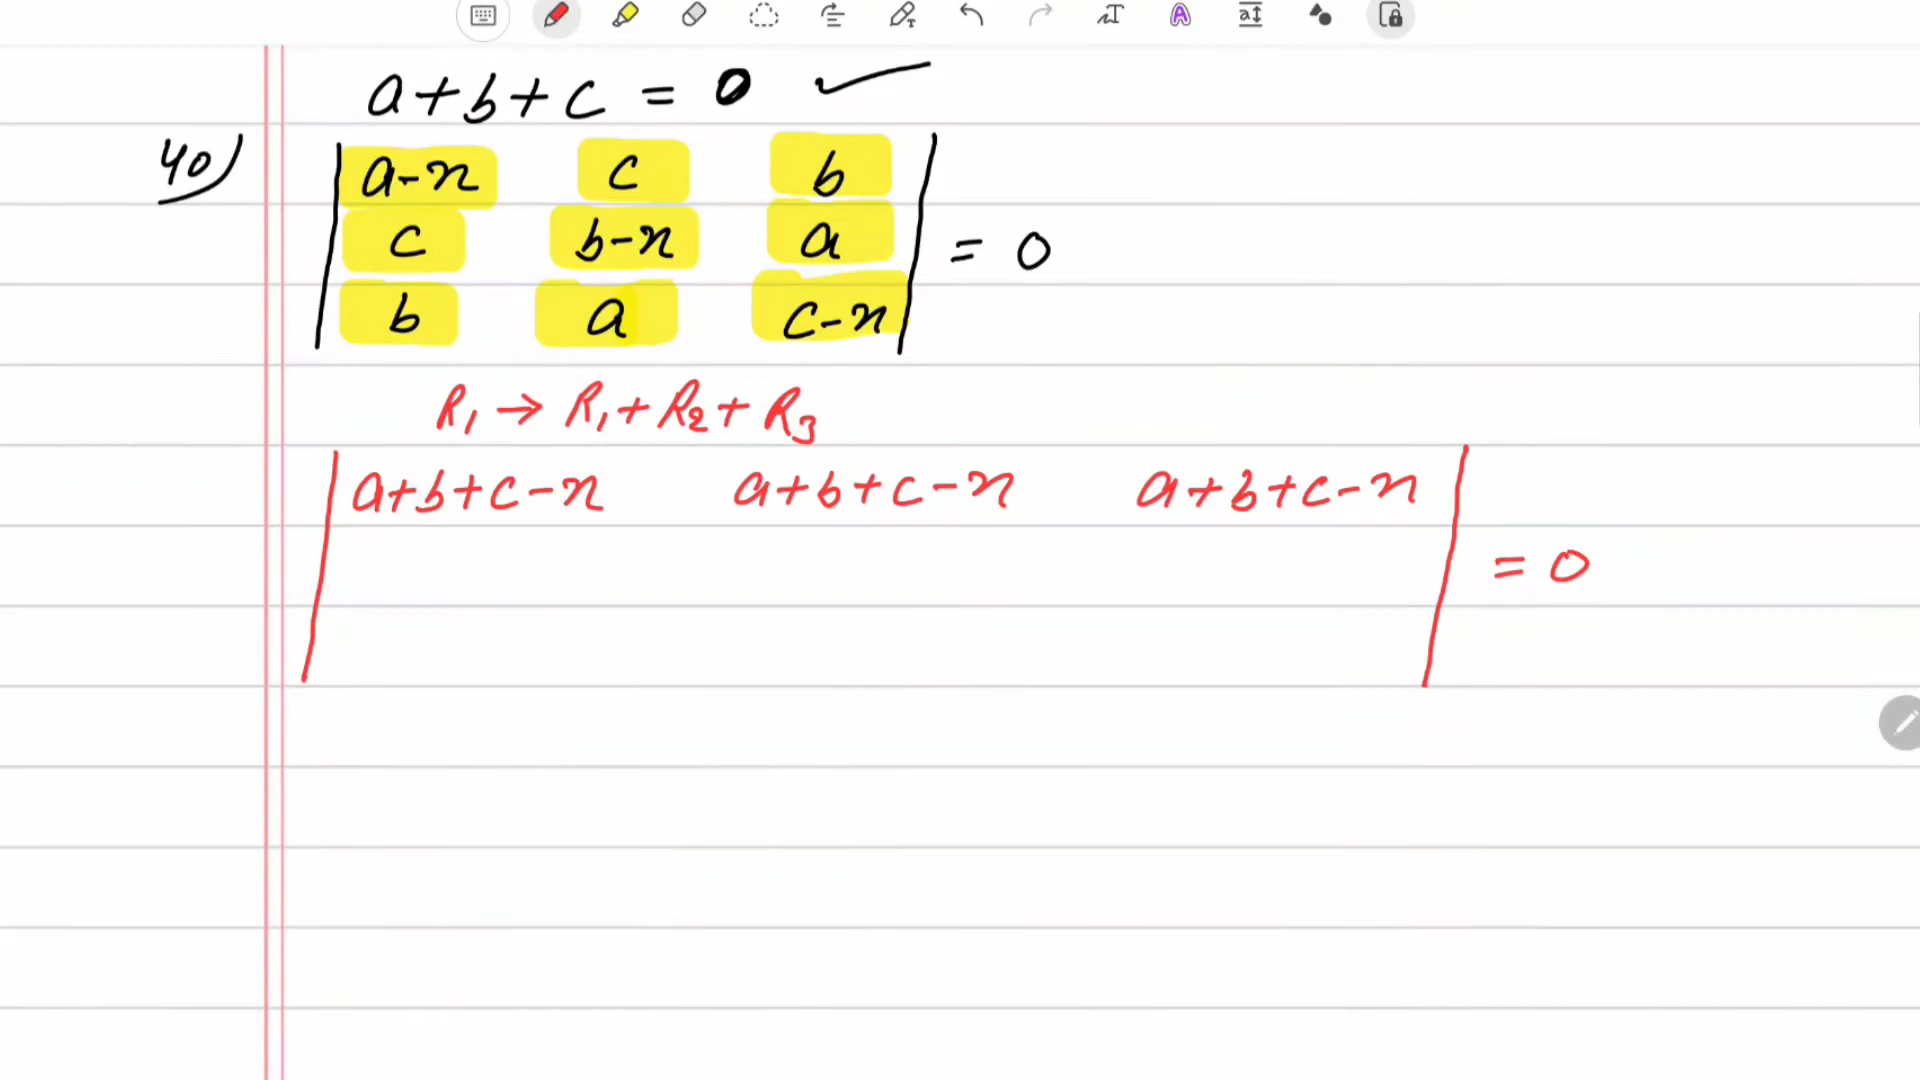 a+b+c = 0 ✓
40)
| a-x c b |
| c b-x a | = 0
| b a c-x |
R₁ → R₁ + R₂ + R₃
| a+b+c-x a+b+c-x a+b+c-x | = 0